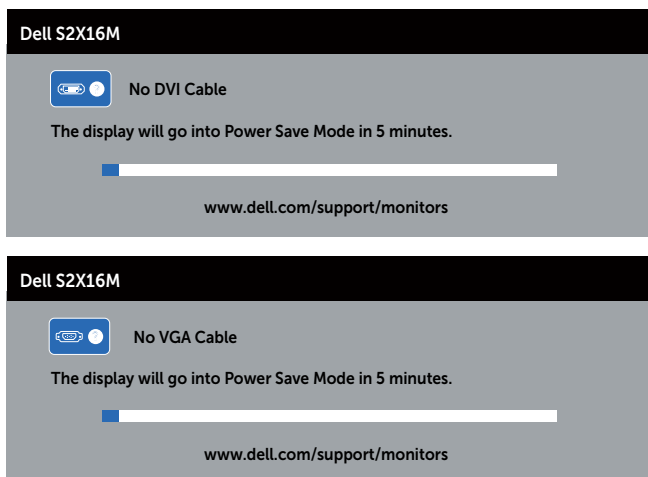 Dell S2X16M
No DVI Cable
The display will go into Power Save Mode in 5 minutes.
www.dell.com/support/monitors
Dell S2X16M
No VGA Cable
The display will go into Power Save Mode in 5 minutes.
www.dell.com/support/monitors